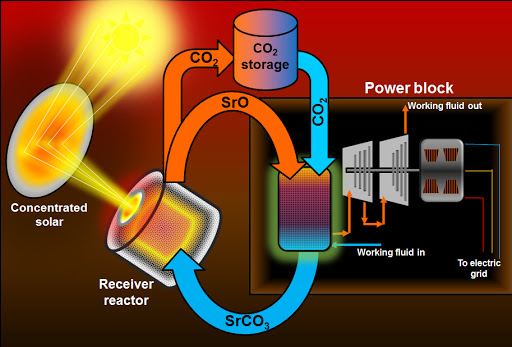 CO₂
CO₂
storage
CO₂
SrO
Power block
Working fluid out
Concentrated
solar
Working fluid in
To electric
grid
Receiver
reactor
SrCO₃